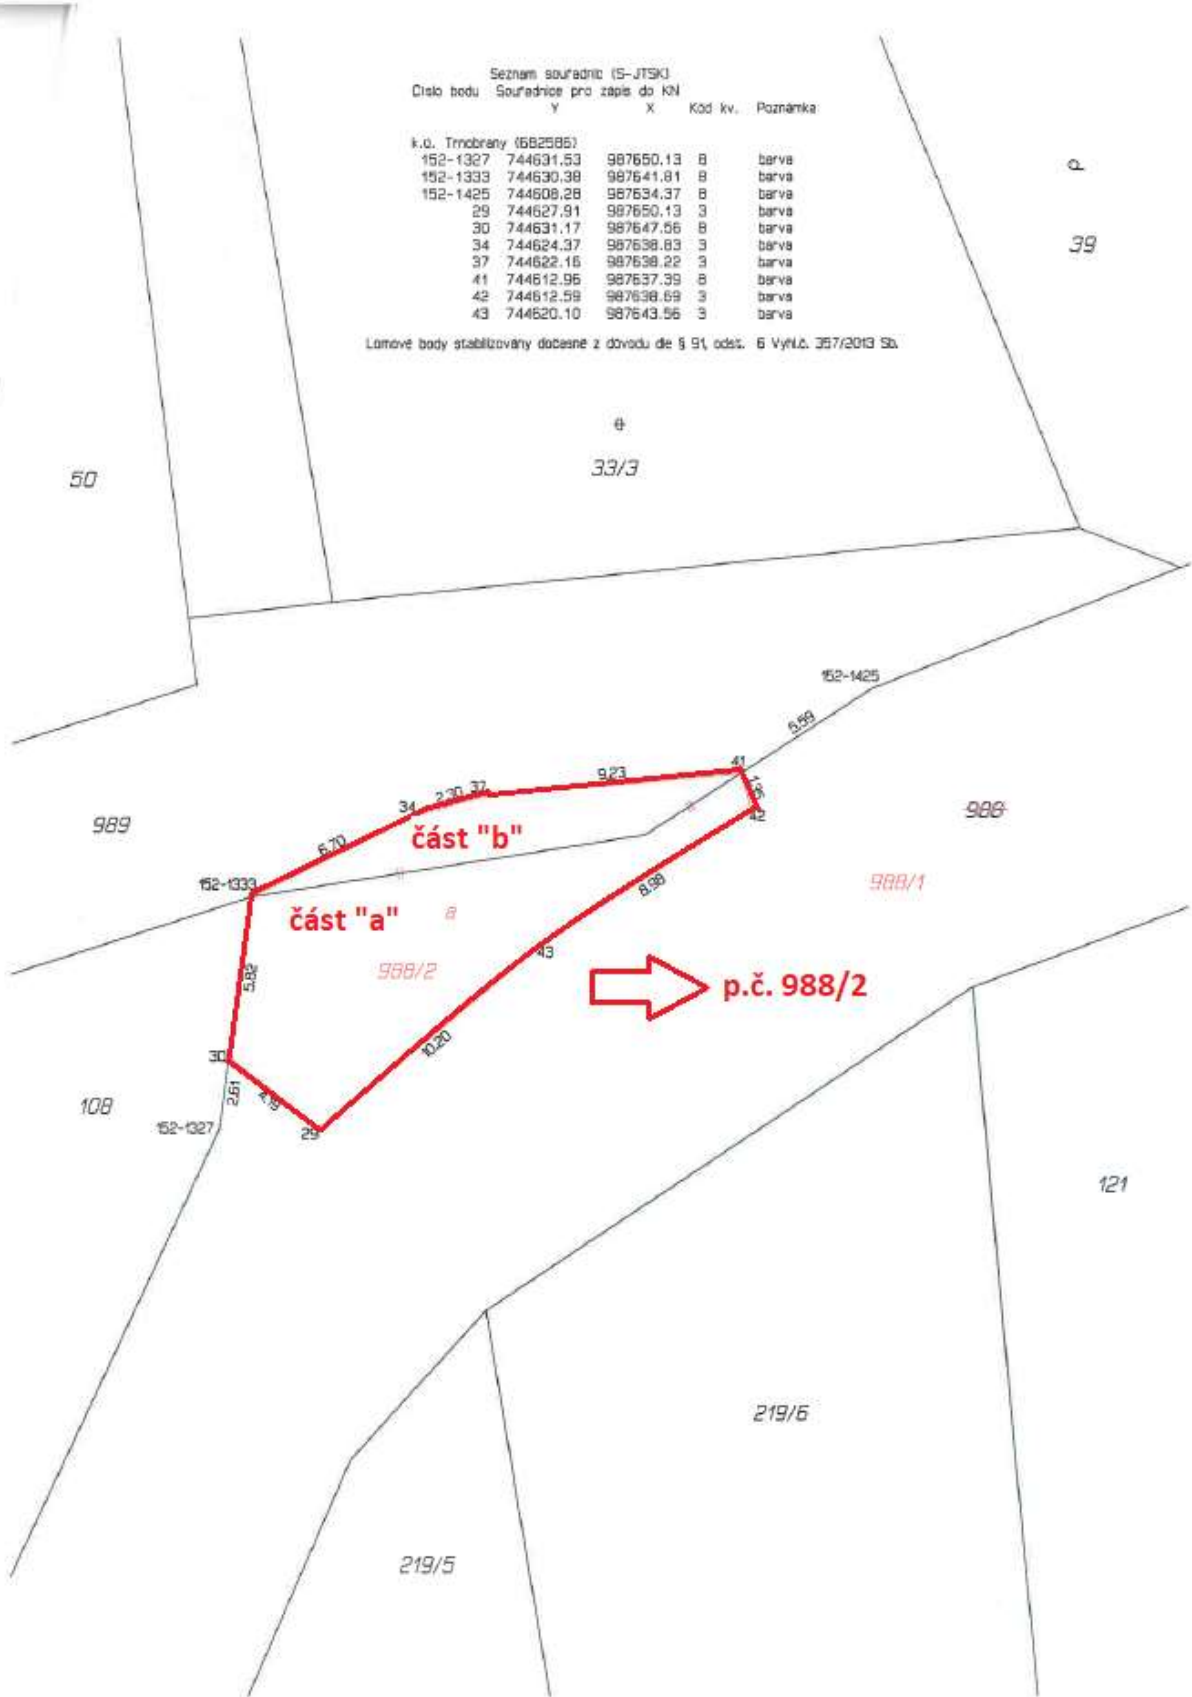 Seznam souřadnic (S-JTSK)
Číslo bodu Souřadnice pro zápis do KN
Y X Kód kv. Poznámka
k.ú. Trnobrany (682586)
152-1327 744631.53 987650.13 8 barva
152-1333 744630.38 987641.81 8 barva
152-1425 744608.28 987634.37 8 barva
29 744627.91 987650.13 3 barva
30 744631.17 987647.56 8 barva
34 744624.37 987638.83 3 barva
37 744622.16 987638.22 3 barva
41 744612.96 987637.39 8 barva
42 744612.59 987638.69 3 barva
43 744620.10 987643.56 3 barva
Lomové body stabilizovány dočasně z důvodu dle § 91, odst. 6 Vyhl.č. 357/2013 Sb.
P
39
33/3
50
152-1425
5.59
41
9.23
1.35
37
2.30
34
42
989
část "b"
988
6.70
8.98
152-1333
988/1
část "a"
a
43
988/2
5.82
p.č. 988/2
10.20
30
2.61
4.19
108
152-1327
29
121
219/6
219/5